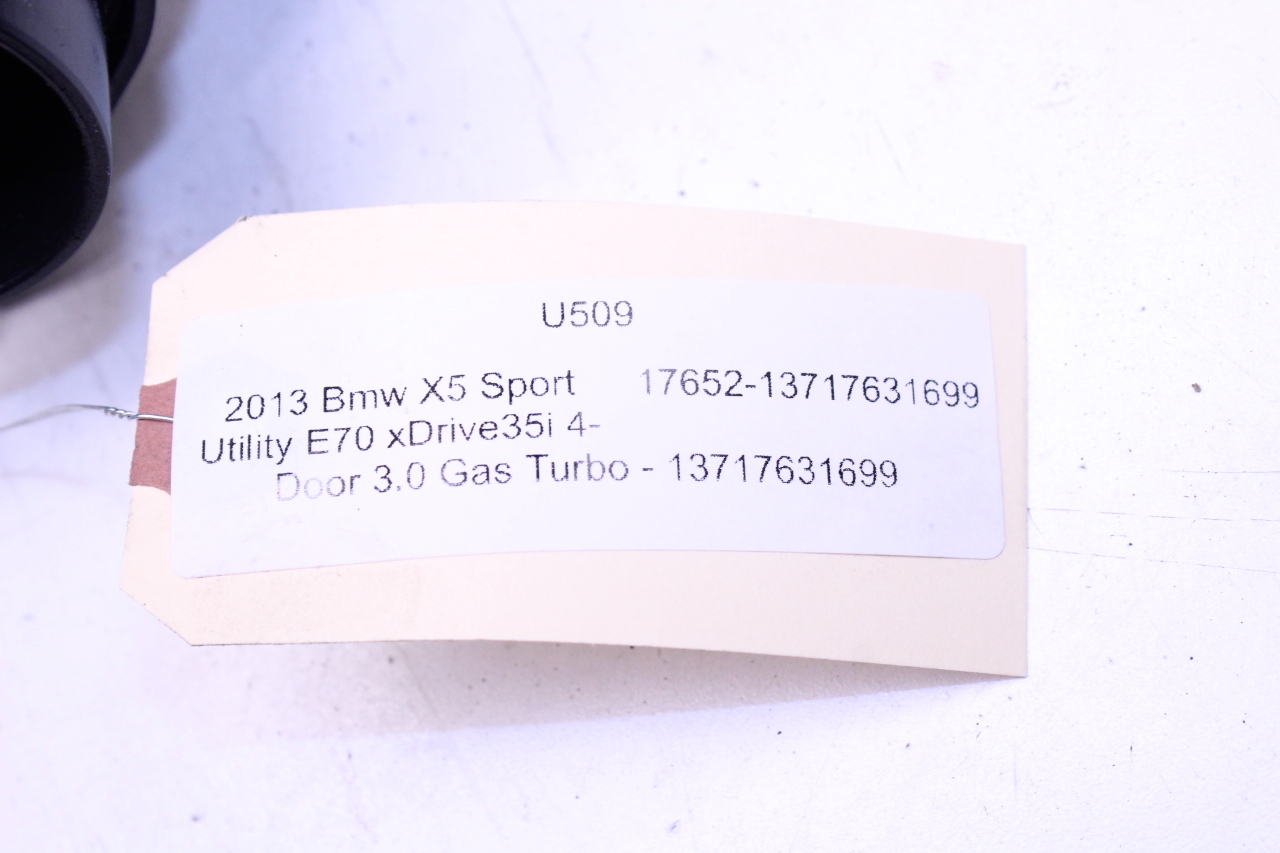 U509
2013 Bmw X5 Sport 17652-13717631699
Utility E70 xDrive35i 4-
Door 3.0 Gas Turbo - 13717631699